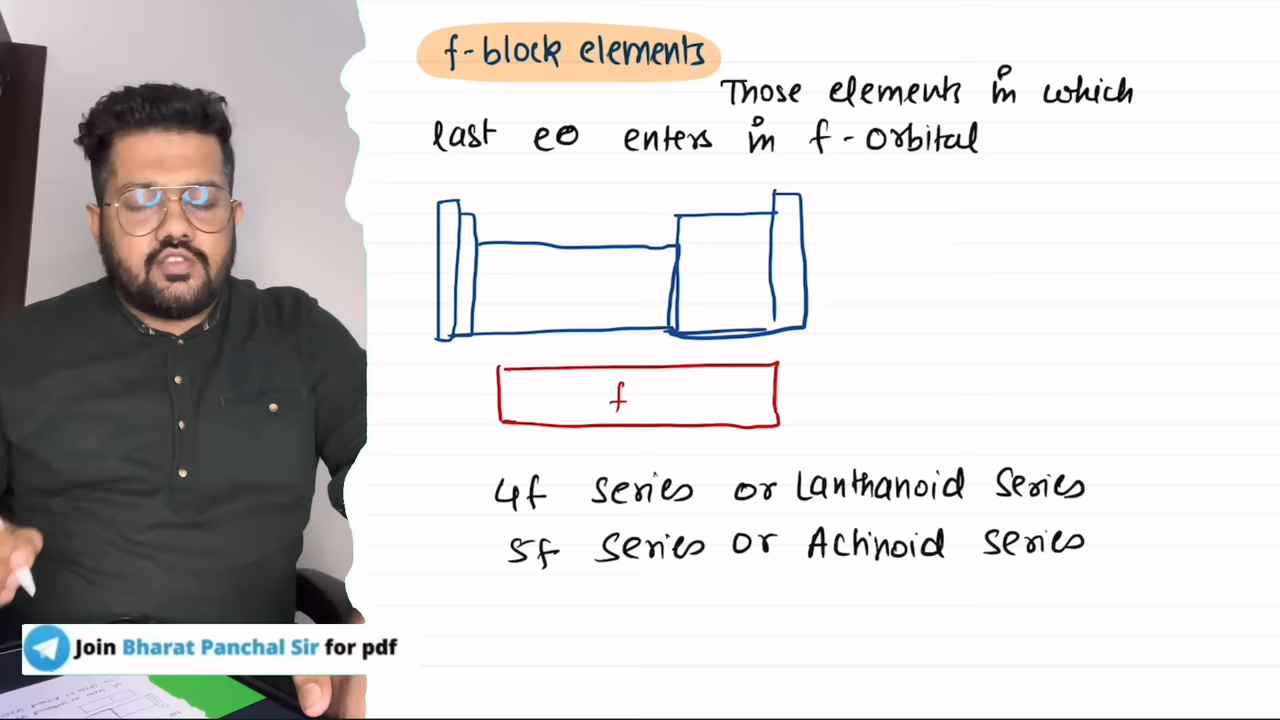 f-block elements
Those elements in which
last e⊖ enters in f-orbital
f
4f series or Lanthanoid series
5f series or Actinoid series
Join Bharat Panchal Sir for pdf